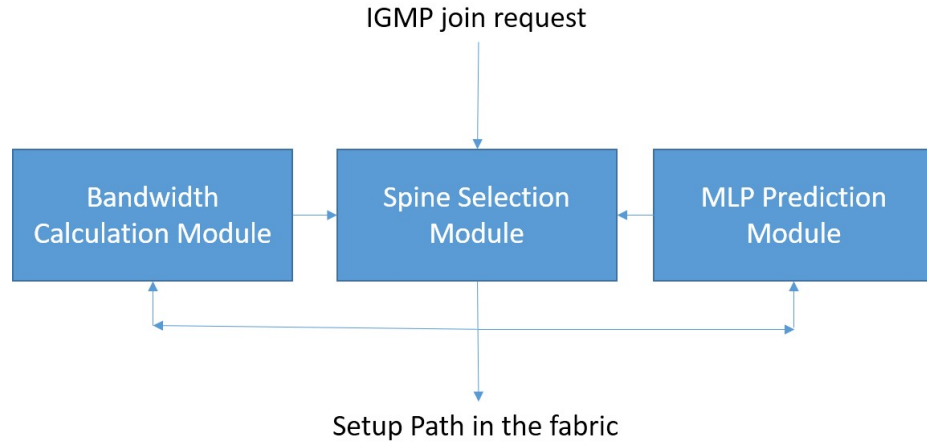 IGMP join request
Bandwidth
Calculation Module
Spine Selection
Module
MLP Prediction
Module
Setup Path in the fabric